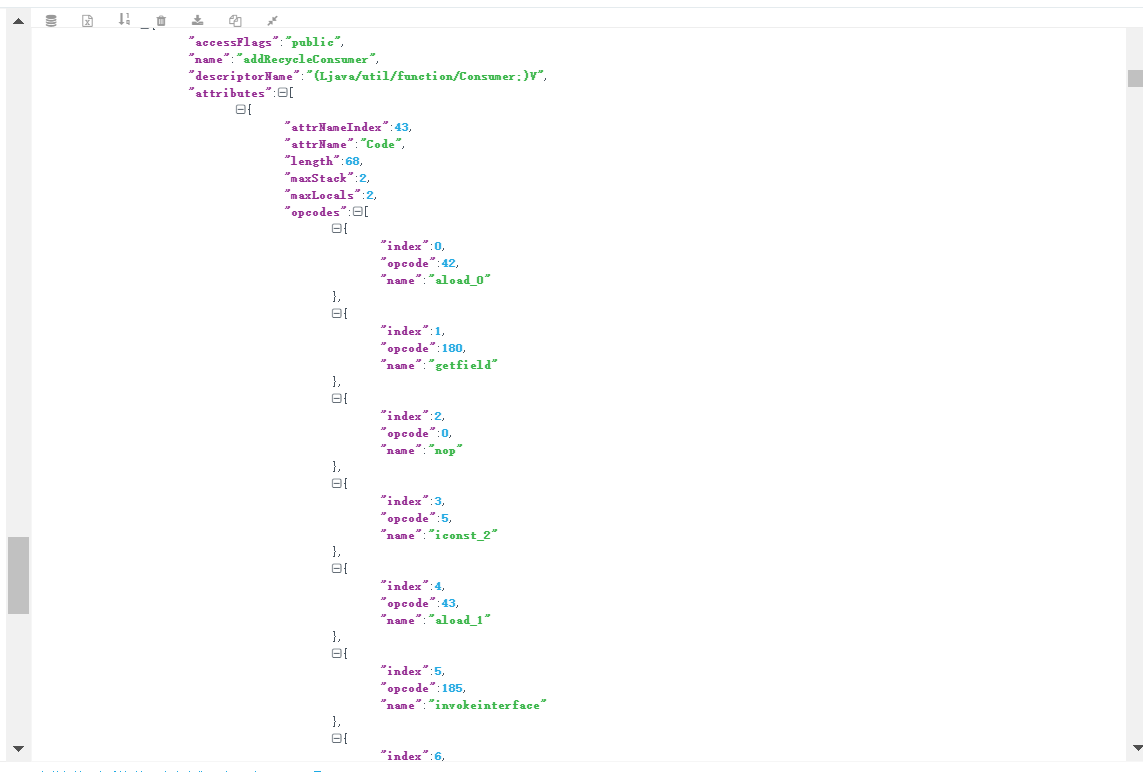 "accessFlags":"public",
"name":"addRecycleConsumer",
"descriptorName":"(Ljava/util/function/Consumer;)V",
"attributes":[
{
"attrNameIndex":43,
"attrName":"Code",
"length":68,
"maxStack":2,
"maxLocals":2,
"opcodes":[
{
"index":0,
"opcode":42,
"name":"aload_0"
},
{
"index":1,
"opcode":180,
"name":"getfield"
},
{
"index":2,
"opcode":0,
"name":"nop"
},
{
"index":3,
"opcode":5,
"name":"iconst_2"
},
{
"index":4,
"opcode":43,
"name":"aload_1"
},
{
"index":5,
"opcode":185,
"name":"invokeinterface"
},
{
"index":6,